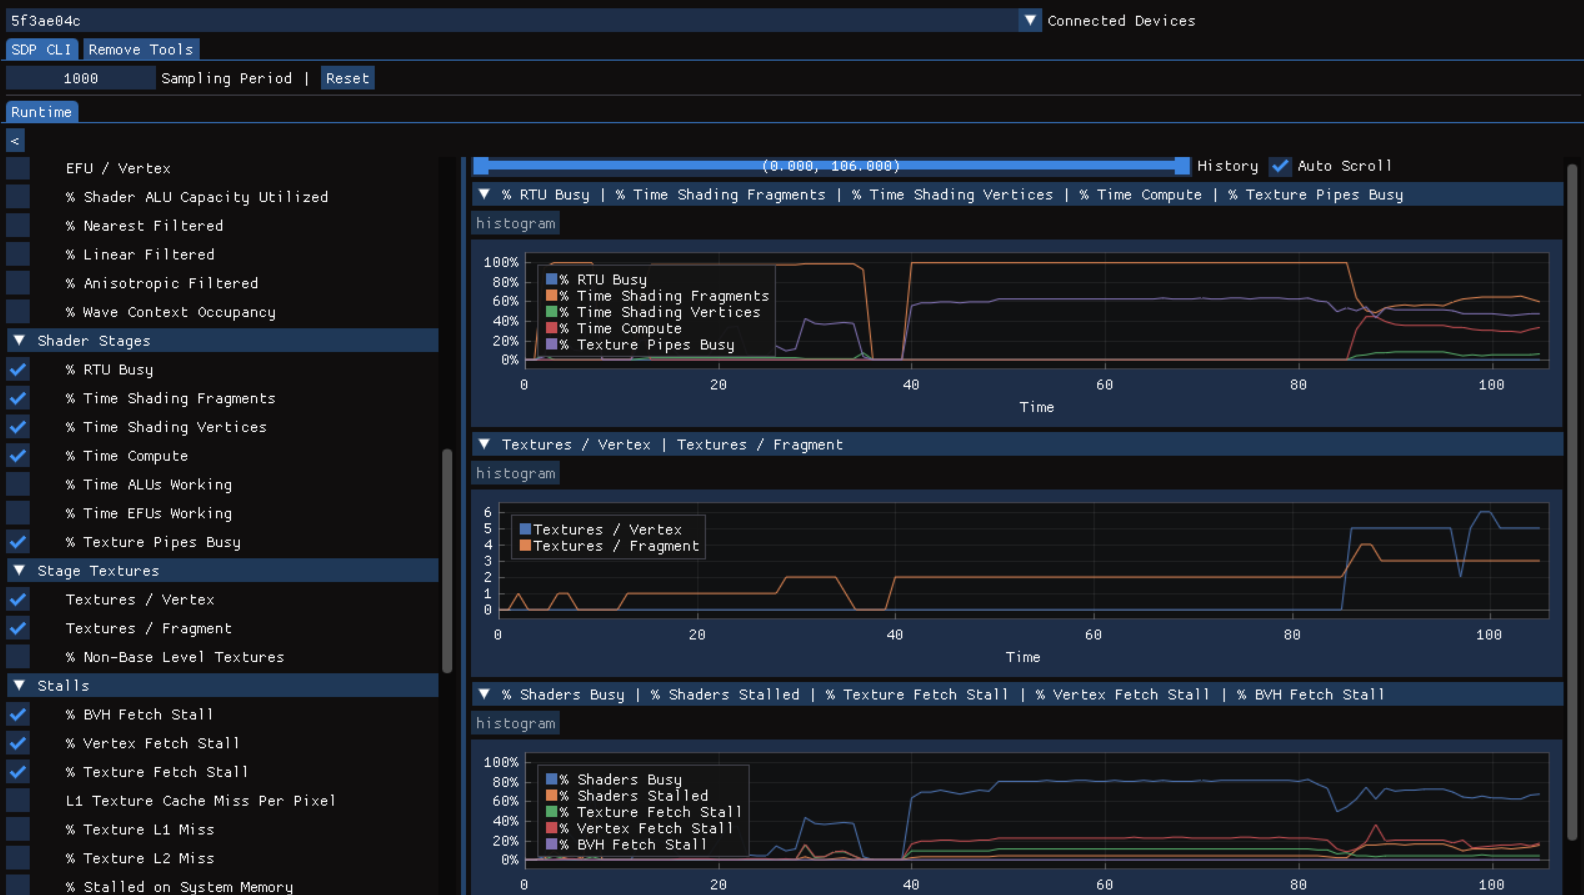 5f3ae04c ▼ Connected Devices
SDP CLI Remove Tools
1000 Sampling Period | Reset
Runtime
<
EFU / Vertex
% Shader ALU Capacity Utilized
% Nearest Filtered
% Linear Filtered
% Anisotropic Filtered
% Wave Context Occupancy
▼ Shader Stages
% RTU Busy
% Time Shading Fragments
% Time Shading Vertices
% Time Compute
% Time ALUs Working
% Time EFUs Working
% Texture Pipes Busy
▼ Stage Textures
Textures / Vertex
Textures / Fragment
% Non-Base Level Textures
▼ Stalls
% BVH Fetch Stall
% Vertex Fetch Stall
% Texture Fetch Stall
L1 Texture Cache Miss Per Pixel
% Texture L1 Miss
% Texture L2 Miss
% Stalled on System Memory
(0.000, 106.000) History Auto Scroll
▼ % RTU Busy | % Time Shading Fragments | % Time Shading Vertices | % Time Compute | % Texture Pipes Busy
histogram
100%
80%
60%
40%
20%
0%
% RTU Busy
% Time Shading Fragments
% Time Shading Vertices
% Time Compute
% Texture Pipes Busy
0 20 40 60 80 100
Time
▼ Textures / Vertex | Textures / Fragment
histogram
6
5
4
3
2
1
0
Textures / Vertex
Textures / Fragment
0 20 40 60 80 100
Time
▼ % Shaders Busy | % Shaders Stalled | % Texture Fetch Stall | % Vertex Fetch Stall | % BVH Fetch Stall
histogram
100%
80%
60%
40%
20%
0%
% Shaders Busy
% Shaders Stalled
% Texture Fetch Stall
% Vertex Fetch Stall
% BVH Fetch Stall
0 20 40 60 80 100